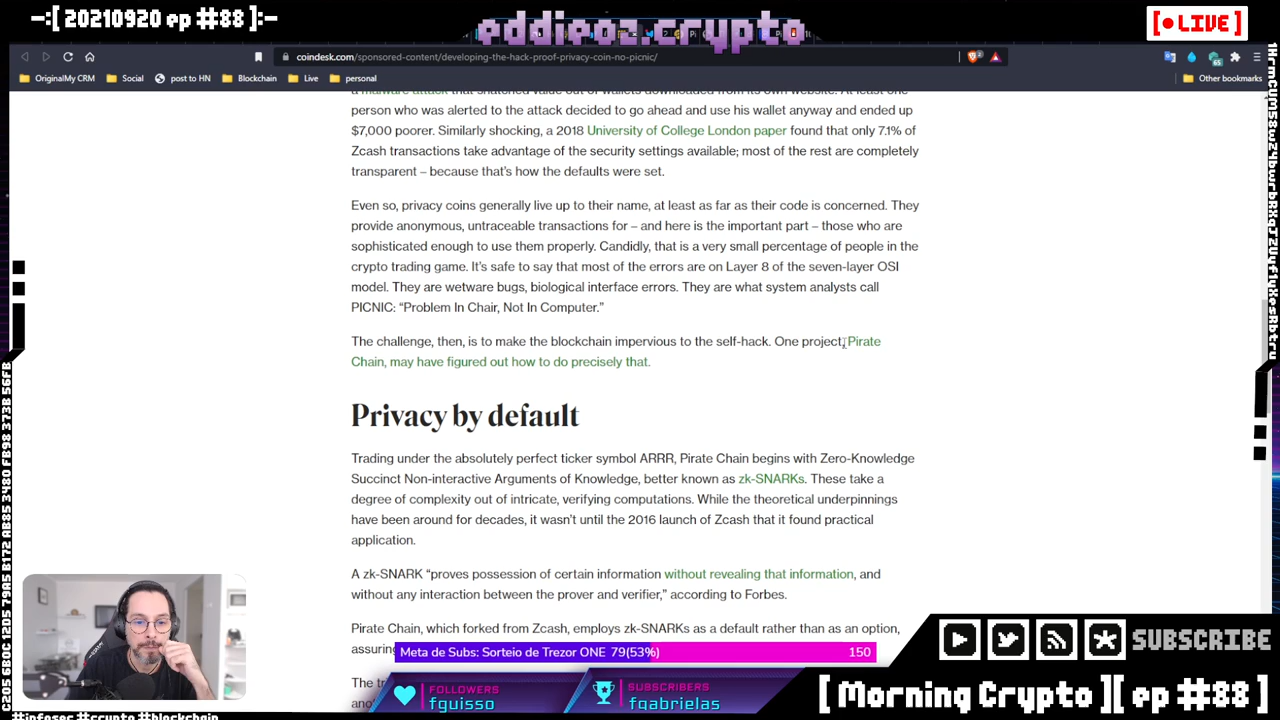 -:[ 20210920 ep #88 ]:-
eddieoz.crypto
[● LIVE]
coindesk.com/sponsored-content/developing-the-hack-proof-privacy-coin-no-picnic/
OriginalMy CRM
Social
post to HN
Blockchain
Live
personal
Other bookmarks
a malware attack that snatched value out of wallets downloaded from its own website. At least one
person who was alerted to the attack decided to go ahead and use his wallet anyway and ended up
$7,000 poorer. Similarly shocking, a 2018 University of College London paper found that only 7.1% of
Zcash transactions take advantage of the security settings available; most of the rest are completely
transparent – because that’s how the defaults were set.
Even so, privacy coins generally live up to their name, at least as far as their code is concerned. They
provide anonymous, untraceable transactions for – and here is the important part – those who are
sophisticated enough to use them properly. Candidly, that is a very small percentage of people in the
crypto trading game. It’s safe to say that most of the errors are on Layer 8 of the seven-layer OSI
model. They are wetware bugs, biological interface errors. They are what system analysts call
PICNIC: “Problem In Chair, Not In Computer.”
The challenge, then, is to make the blockchain impervious to the self-hack. One project, Pirate
Chain, may have figured out how to do precisely that.
Privacy by default
Trading under the absolutely perfect ticker symbol ARRR, Pirate Chain begins with Zero-Knowledge
Succinct Non-interactive Arguments of Knowledge, better known as zk-SNARKs. These take a
degree of complexity out of intricate, verifying computations. While the theoretical underpinnings
have been around for decades, it wasn’t until the 2016 launch of Zcash that it found practical
application.
A zk-SNARK “proves possession of certain information without revealing that information, and
without any interaction between the prover and verifier,” according to Forbes.
Pirate Chain, which forked from Zcash, employs zk-SNARKs as a default rather than as an option,
Meta de Subs: Sorteio de Trezor ONE 79(53%)
150
SUBSCRIBE
FOLLOWERS
fguisso
SUBSCRIBERS
fgabrielas
[ Morning Crypto ][ ep #88 ]
#infosec #crypto #blockchain